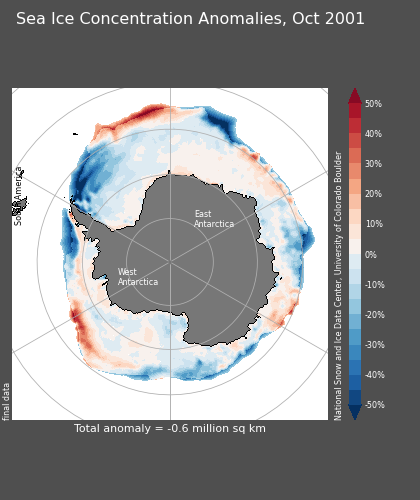 Sea Ice Concentration Anomalies, Oct 2001
South America
East
Antarctica
West
Antarctica
50%
40%
30%
20%
10%
0%
-10%
-20%
-30%
-40%
-50%
National Snow and Ice Data Center, University of Colorado Boulder
final data
Total anomaly = -0.6 million sq km